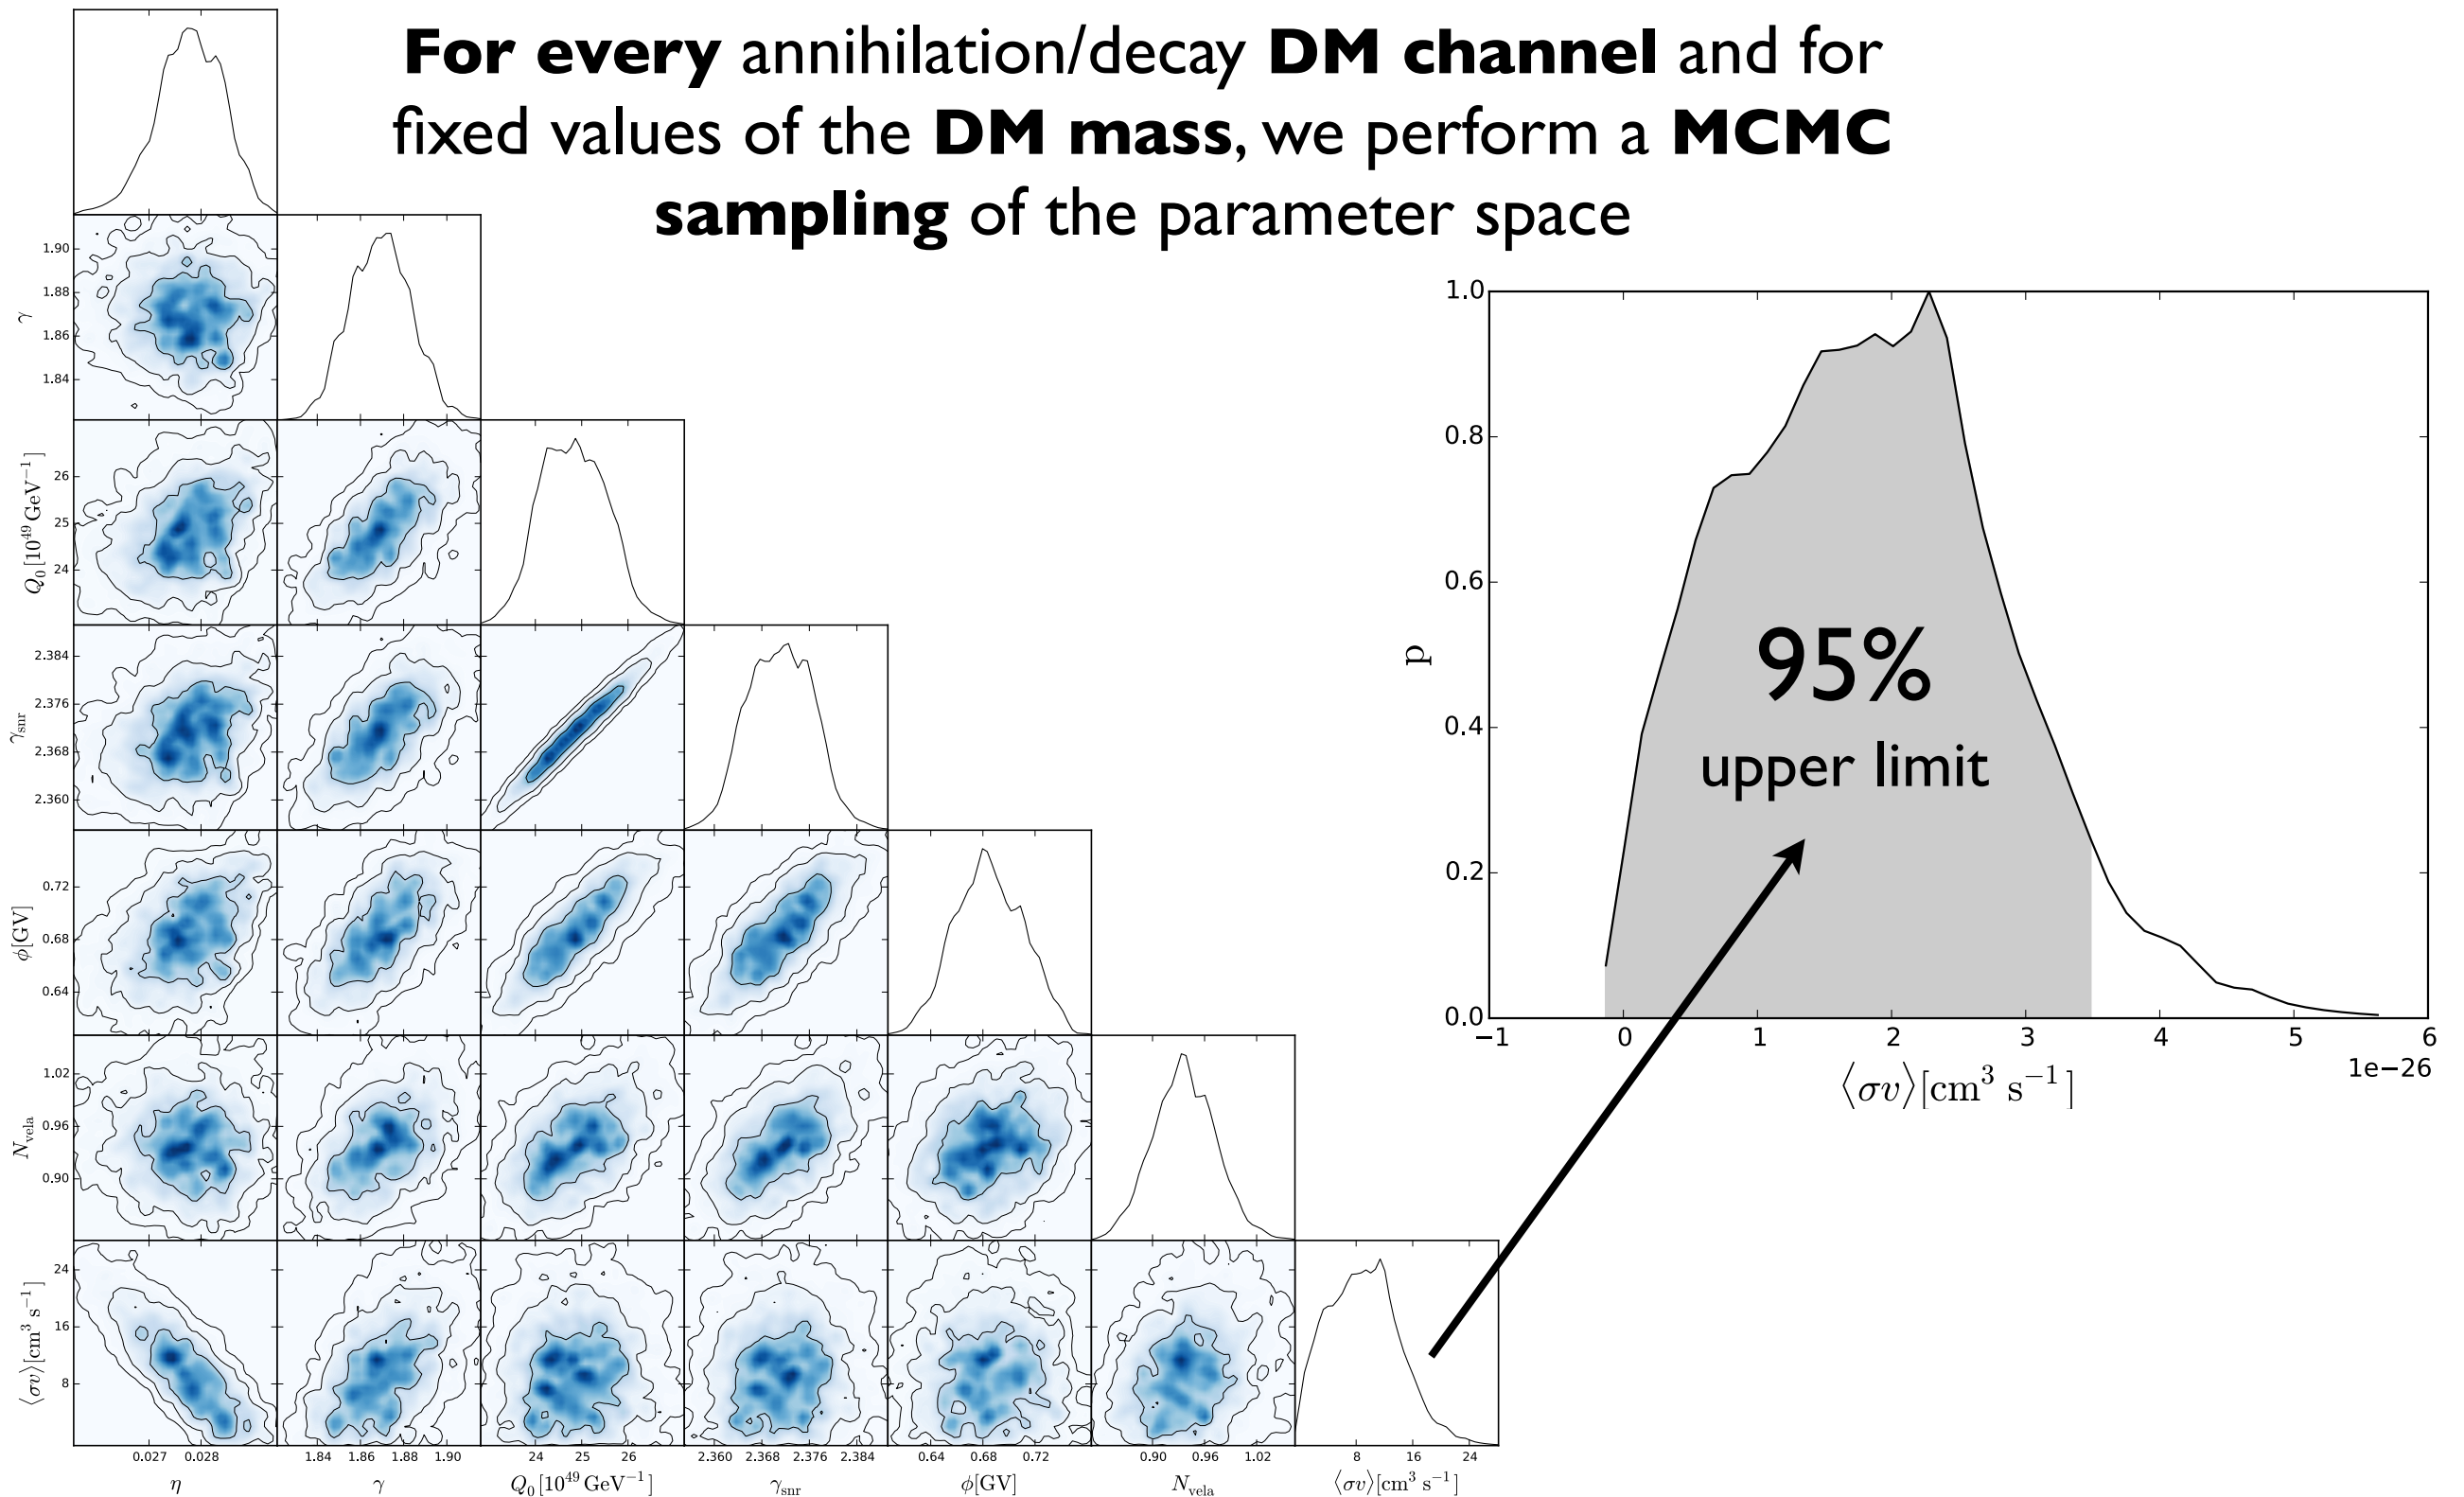 For every annihilation/decay DM channel and for
fixed values of the DM mass, we perform a MCMC
sampling of the parameter space
1.90
1.88
1.86
1.84
γ
26
25
24
Q₀[10⁴⁹ GeV⁻¹]
2.384
2.376
2.368
2.360
γ_snr
0.72
0.68
0.64
ϕ[GV]
1.02
0.96
0.90
N_vela
24
16
8
⟨σv⟩[cm³ s⁻¹]
0.027 0.028
1.84 1.86 1.88 1.90
24 25 26
2.360 2.368 2.376 2.384
0.64 0.68 0.72
0.90 0.96 1.02
8 16 24
η
γ
Q₀[10⁴⁹ GeV⁻¹]
γ_snr
ϕ[GV]
N_vela
⟨σv⟩[cm³ s⁻¹]
1.0
0.8
0.6
0.4
0.2
0.0
p
95%
upper limit
−1 0 1 2 3 4 5 6
1e−26
⟨σv⟩[cm³ s⁻¹]